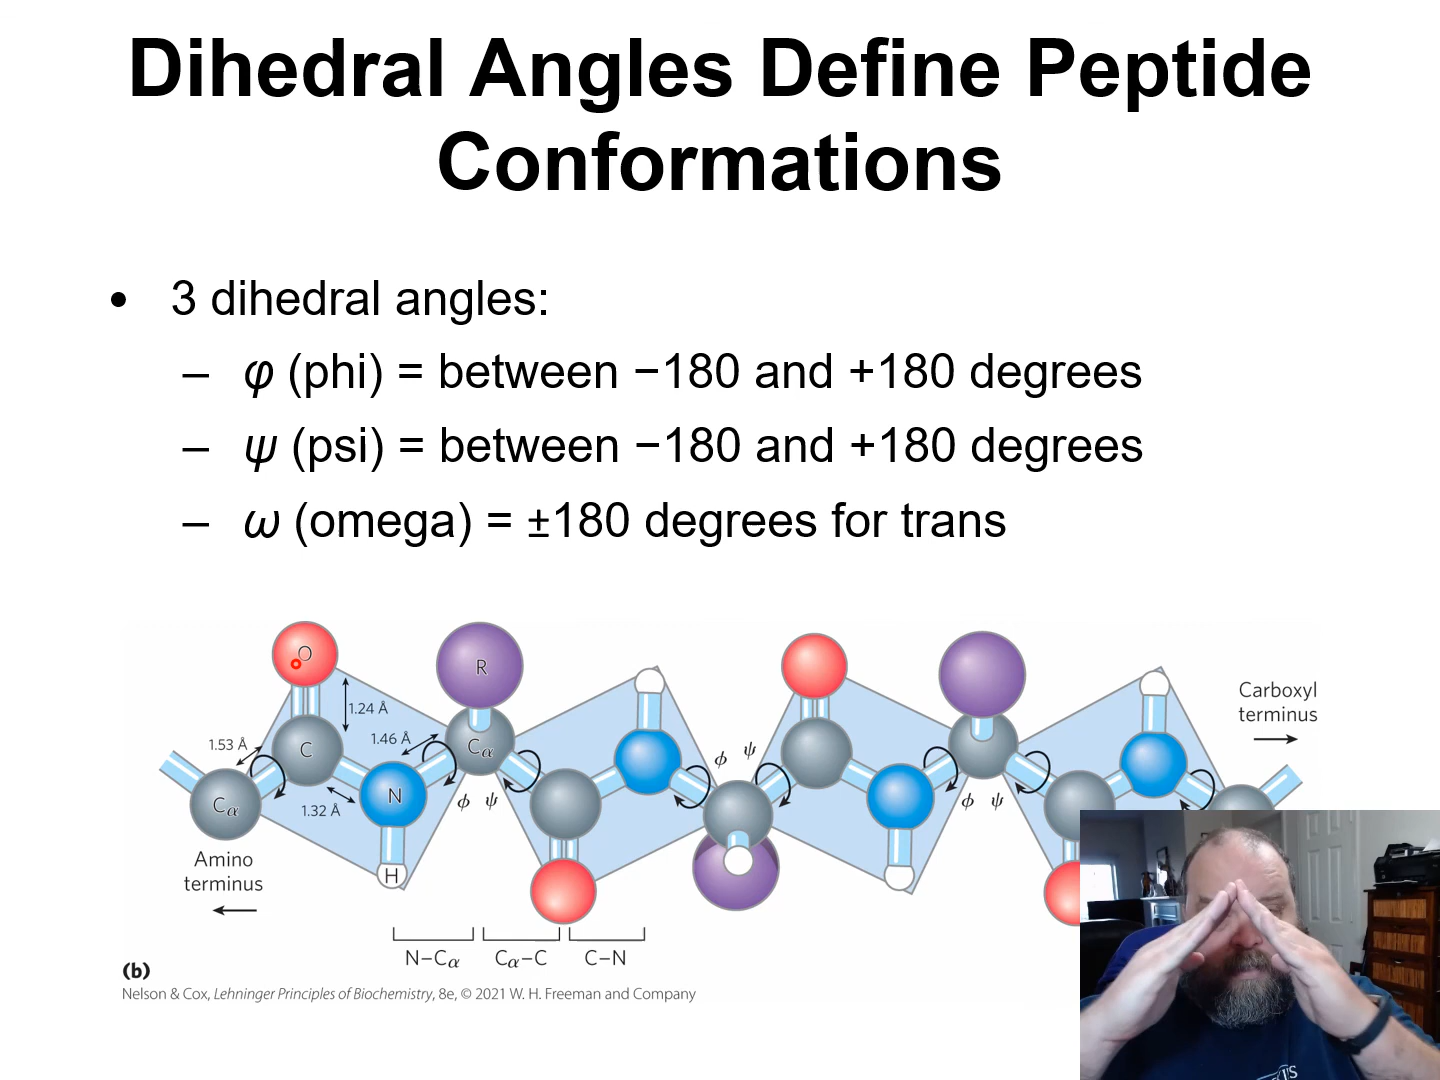 Dihedral Angles Define Peptide
Conformations
• 3 dihedral angles:
– φ (phi) = between −180 and +180 degrees
– ψ (psi) = between −180 and +180 degrees
– ω (omega) = ±180 degrees for trans
O
R
1.24 Å
Carboxyl
terminus
1.53 Å
C
1.46 Å
Cα
ϕ ψ
Cα
1.32 Å
N
ϕ ψ
ϕ ψ
Amino
terminus
H
N–Cα Cα–C C–N
(b)
Nelson & Cox, Lehninger Principles of Biochemistry, 8e, © 2021 W. H. Freeman and Company